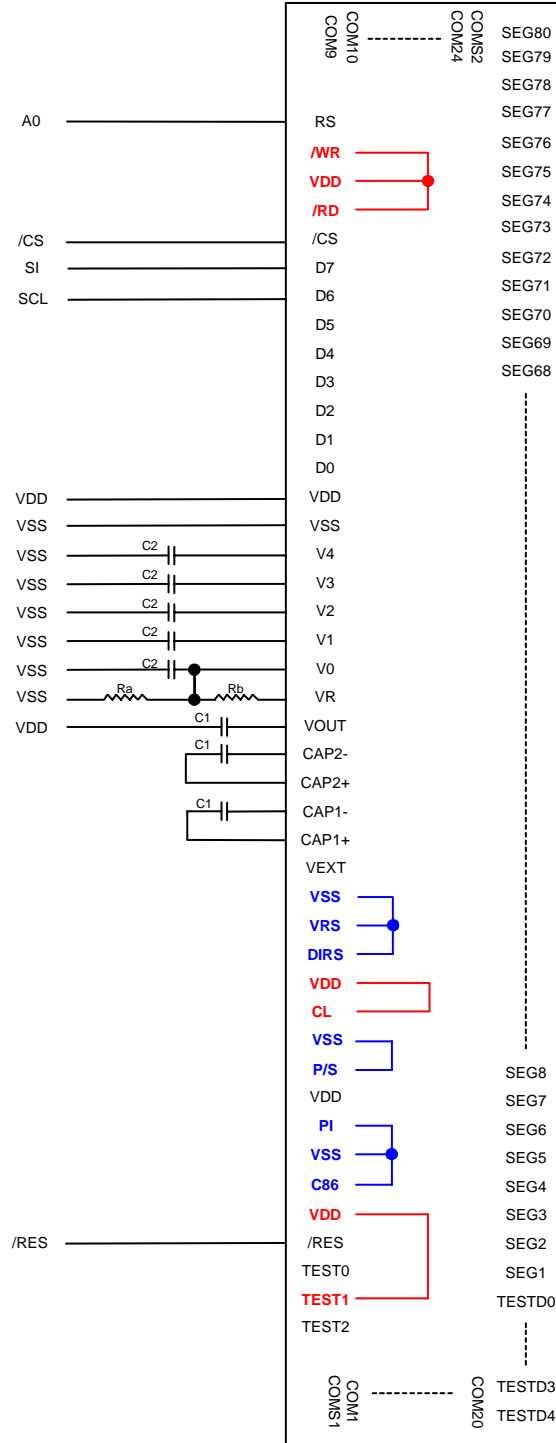 COM9
COM10
COM24
COMS2
SEG80
SEG79
SEG78
SEG77
SEG76
SEG75
SEG74
SEG73
SEG72
SEG71
SEG70
SEG69
SEG68
A0 RS
/WR
VDD
/RD
/CS /CS
SI D7
SCL D6
D5
D4
D3
D2
D1
D0
VDD VDD
VSS VSS
VSS C2 V4
VSS C2 V3
VSS C2 V2
VSS C2 V1
VSS C2 V0
VSS Ra Rb VR
VDD C1 VOUT
C1 CAP2-
CAP2+
C1 CAP1-
CAP1+
VEXT
VSS
VRS
DIRS
VDD
CL
VSS
P/S
VDD
PI
VSS
C86
VDD
/RES /RES
TEST0
TEST1
TEST2
SEG8
SEG7
SEG6
SEG5
SEG4
SEG3
SEG2
SEG1
TESTD0
TESTD3
TESTD4
COMS1
COM1
COM20